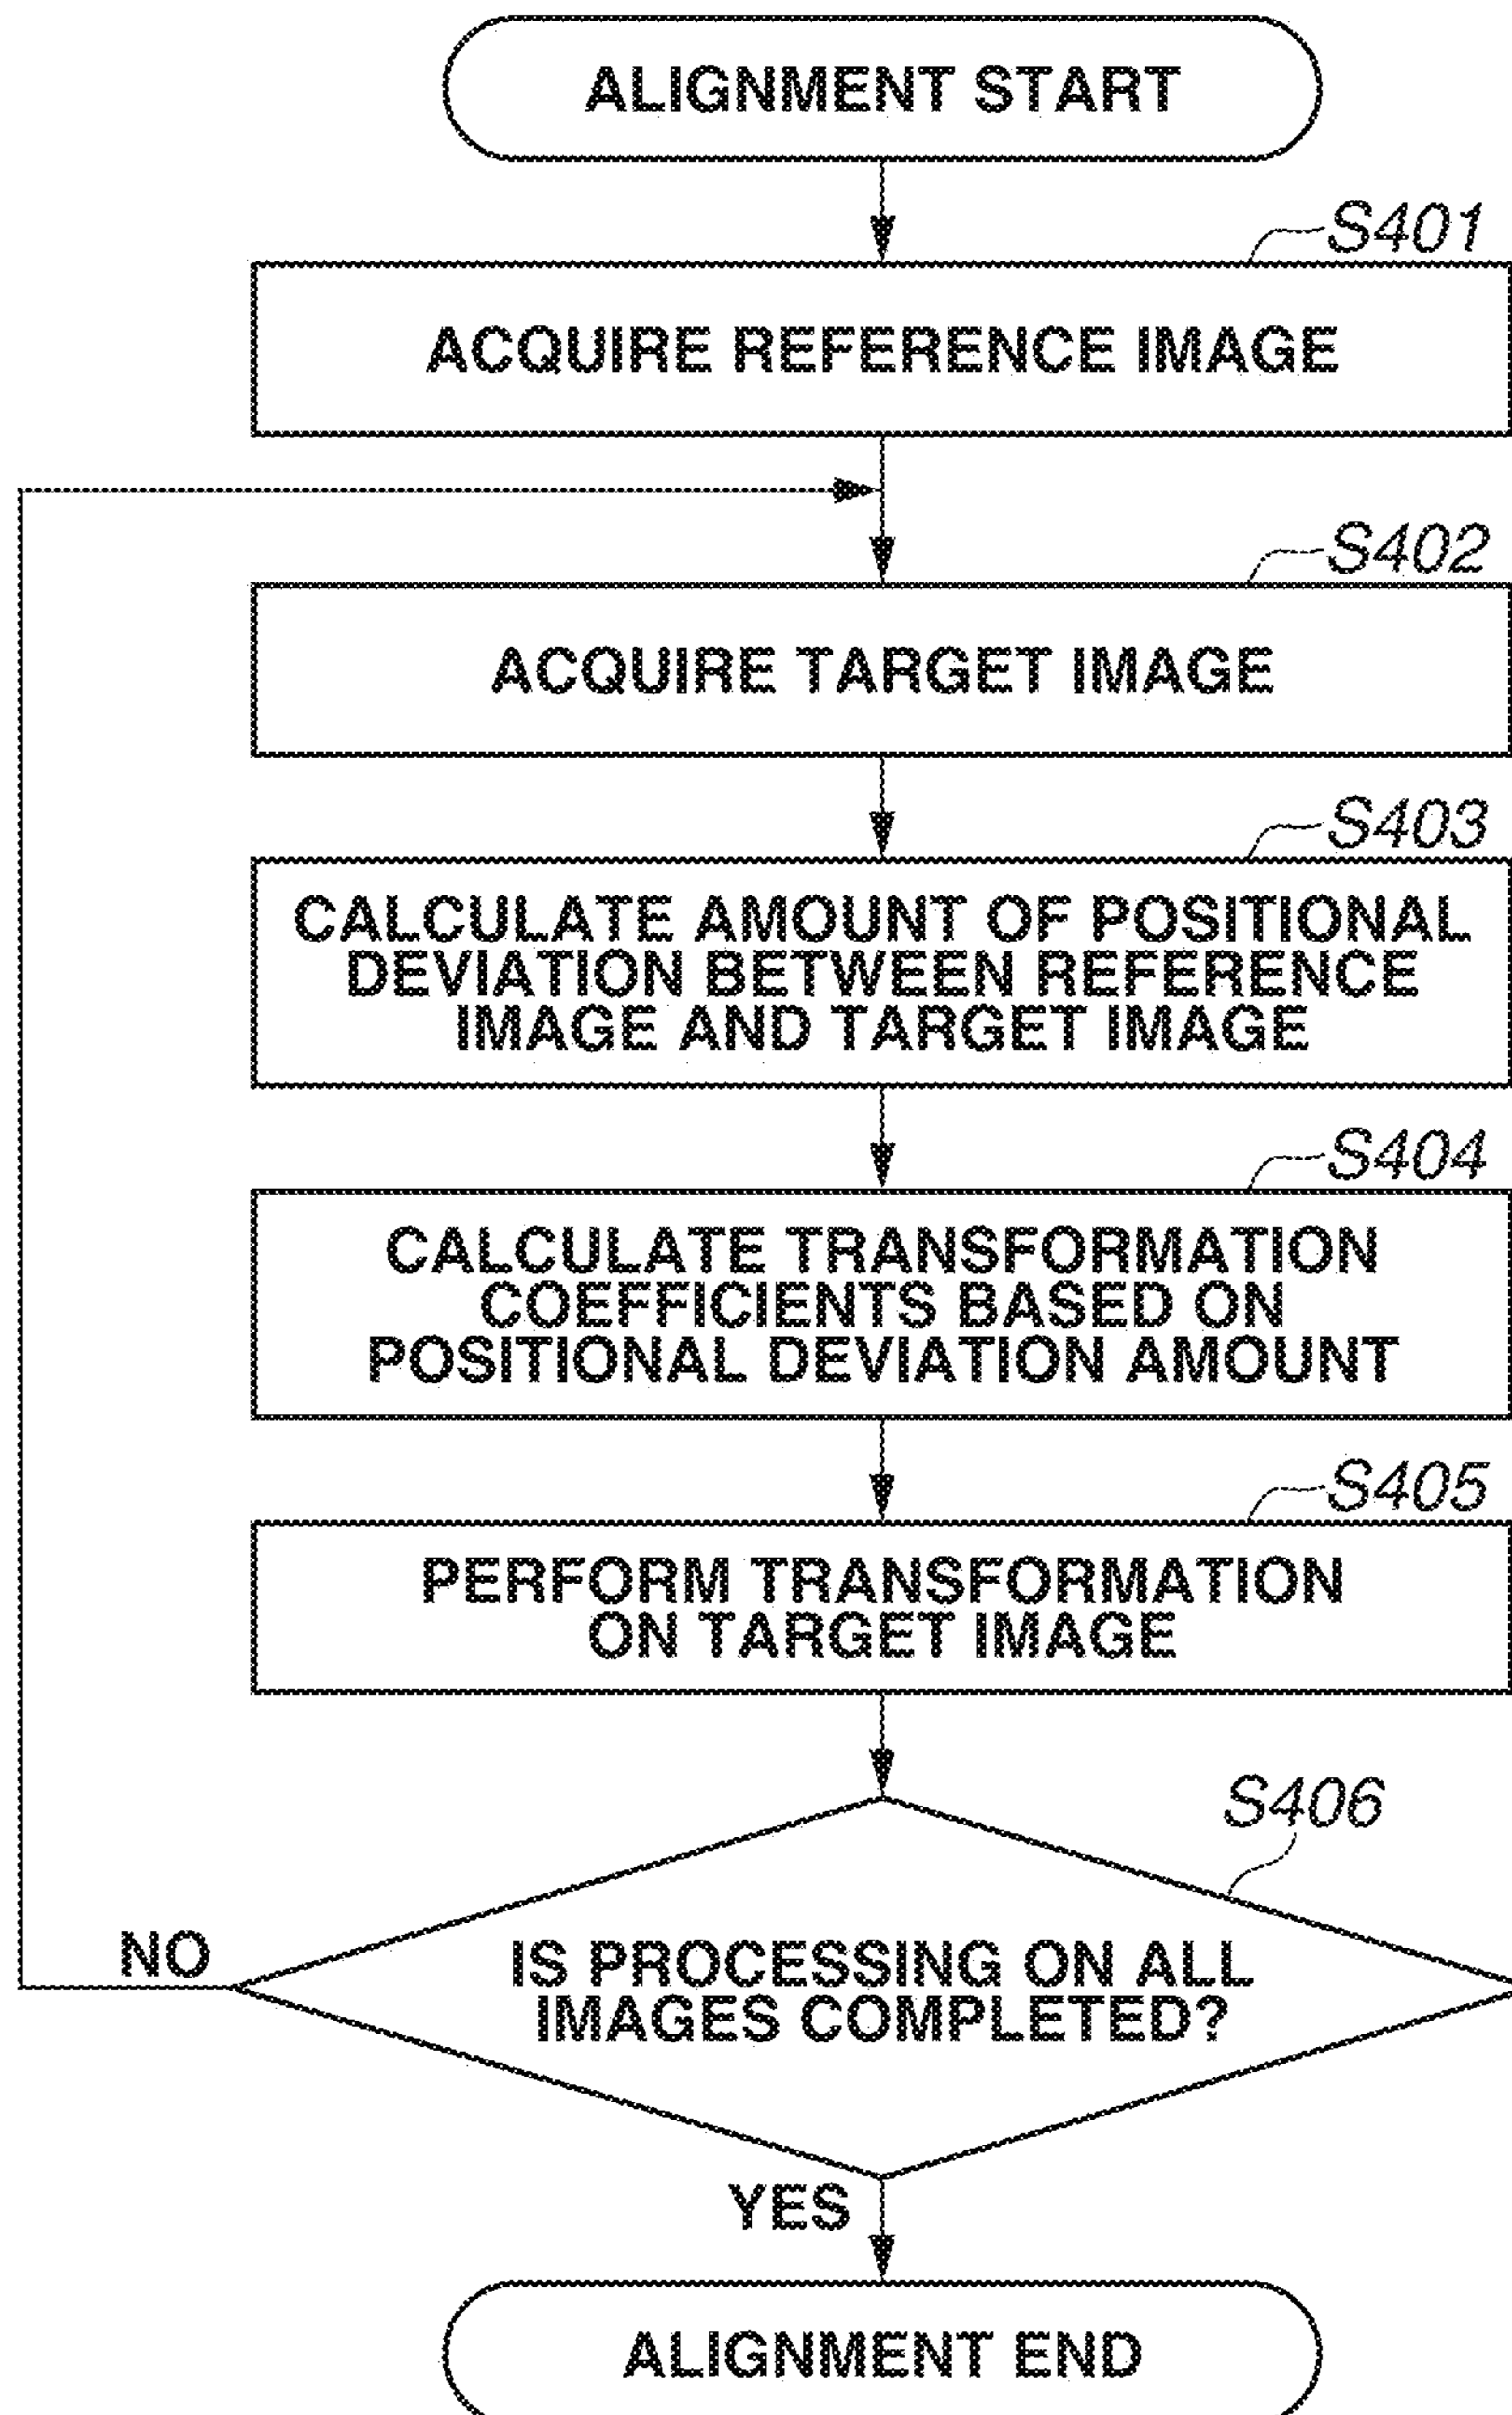 ALIGNMENT START
S401
ACQUIRE REFERENCE IMAGE
S402
ACQUIRE TARGET IMAGE
S403
CALCULATE AMOUNT OF POSITIONAL
DEVIATION BETWEEN REFERENCE
IMAGE AND TARGET IMAGE
S404
CALCULATE TRANSFORMATION
COEFFICIENTS BASED ON
POSITIONAL DEVIATION AMOUNT
S405
PERFORM TRANSFORMATION
ON TARGET IMAGE
S406
NO
IS PROCESSING ON ALL
IMAGES COMPLETED?
YES
ALIGNMENT END